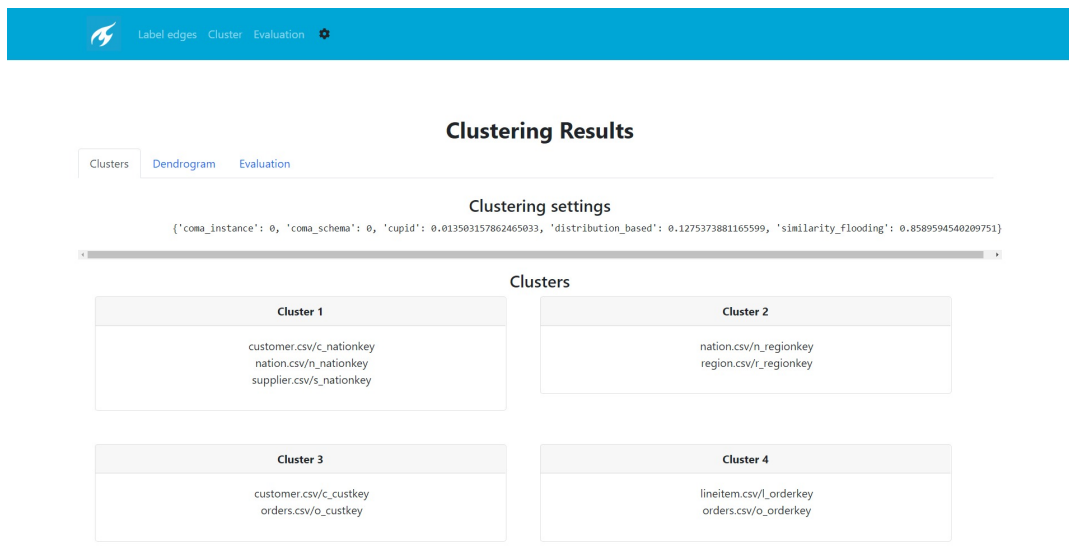 Label edges Cluster Evaluation
Clustering Results
Clusters Dendrogram Evaluation
Clustering settings
{'coma_instance': 0, 'coma_schema': 0, 'cupid': 0.013503157862465033, 'distribution_based': 0.1275373881165599, 'similarity_flooding': 0.8589594540209751}
Clusters
Cluster 1
customer.csv/c_nationkey
nation.csv/n_nationkey
supplier.csv/s_nationkey
Cluster 2
nation.csv/n_regionkey
region.csv/r_regionkey
Cluster 3
customer.csv/c_custkey
orders.csv/o_custkey
Cluster 4
lineitem.csv/l_orderkey
orders.csv/o_orderkey